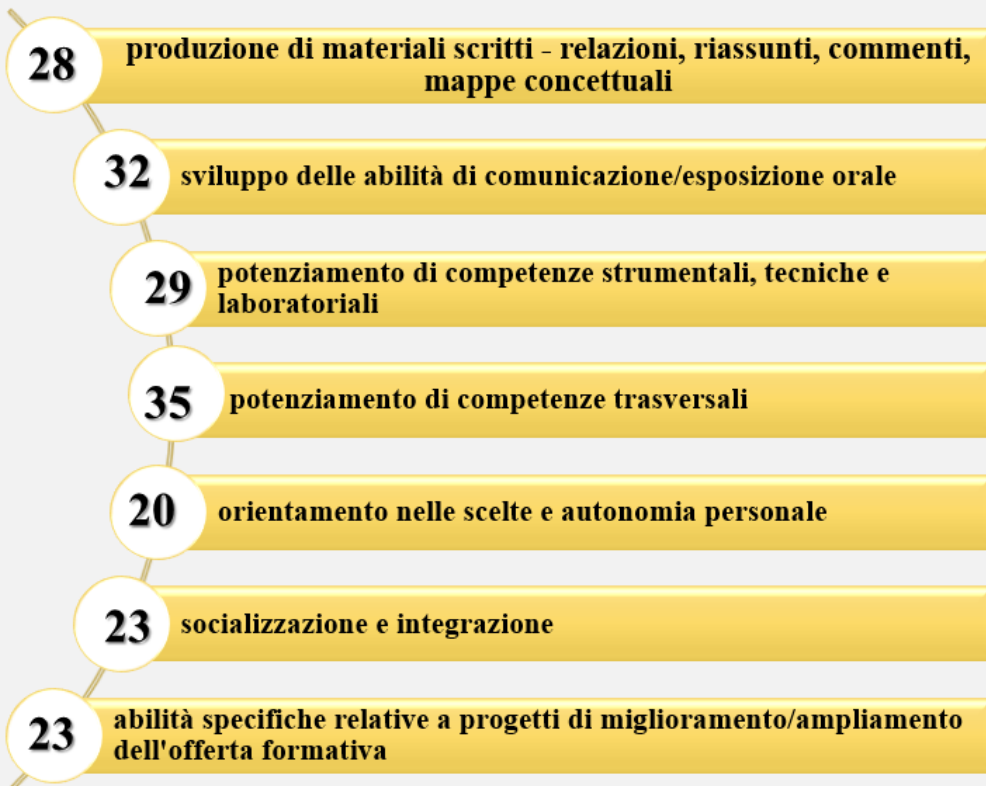 28
produzione di materiali scritti - relazioni, riassunti, commenti,
mappe concettuali
32
sviluppo delle abilità di comunicazione/esposizione orale
29
potenziamento di competenze strumentali, tecniche e
laboratoriali
35
potenziamento di competenze trasversali
20
orientamento nelle scelte e autonomia personale
23
socializzazione e integrazione
23
abilità specifiche relative a progetti di miglioramento/ampliamento
dell'offerta formativa